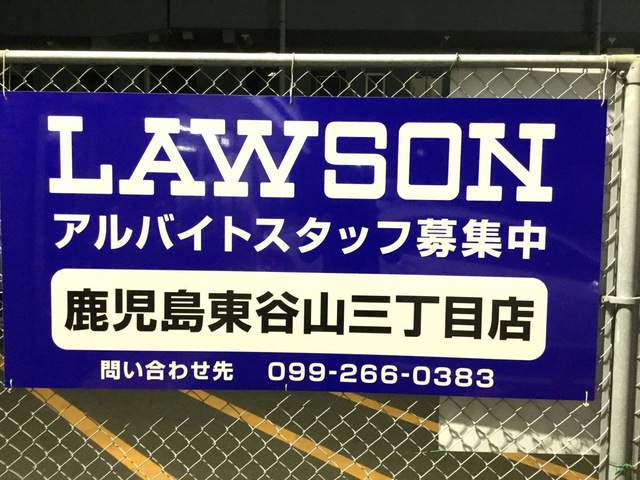 LAWSON
アルバイトスタッフ募集中
鹿児島東谷山三丁目店
問い合わせ先 099-266-0383